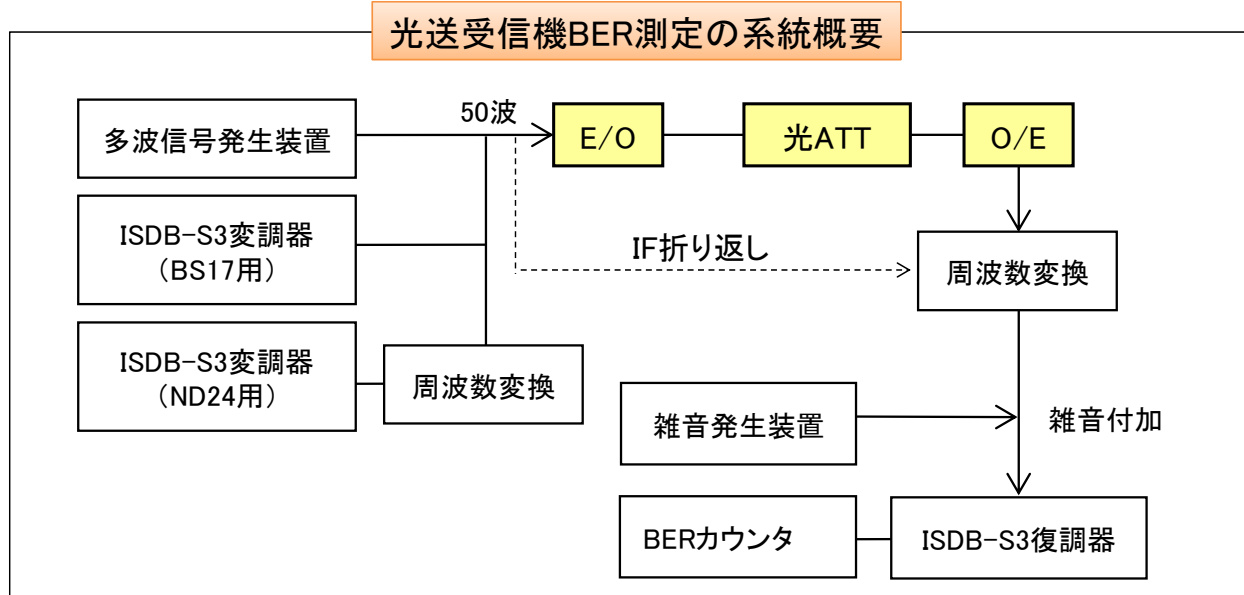 光送受信機BER測定の系統概要
50波
多波信号発生装置
E/O
光ATT
O/E
ISDB-S3変調器
（BS17用）
IF折り返し
周波数変換
ISDB-S3変調器
（ND24用）
周波数変換
雑音発生装置
雑音付加
BERカウンタ
ISDB-S3復調器